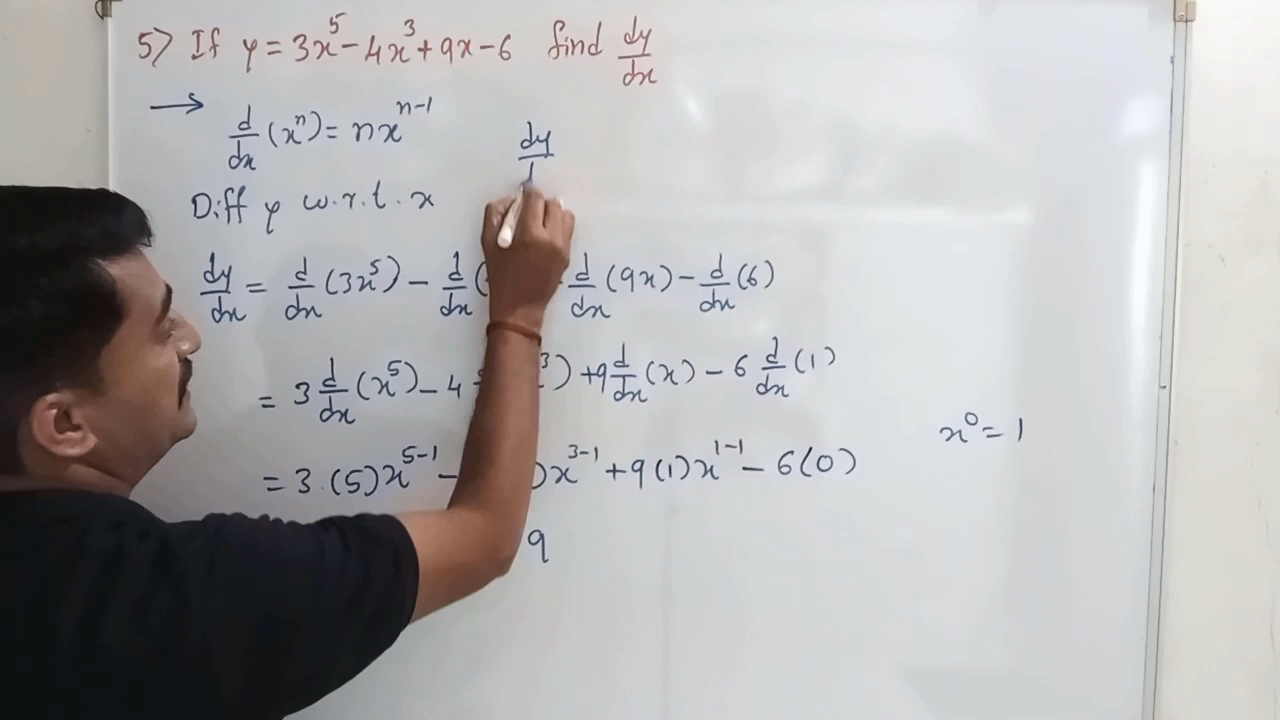 5> If y = 3x⁵ - 4x³ + 9x - 6 find dy/dx
→ d/dx (xⁿ) = nxⁿ⁻¹
dy/d
Diff y w.r.t. x
dy/dx = d/dx (3x⁵) - d/dx ( d/dx (9x) - d/dx (6)
= 3 d/dx (x⁵) - 4 ³) + 9 d/dx (x) - 6 d/dx (1)
x⁰ = 1
= 3.(5)x⁵⁻¹ - )x³⁻¹ + 9(1)x¹⁻¹ - 6(0)
9